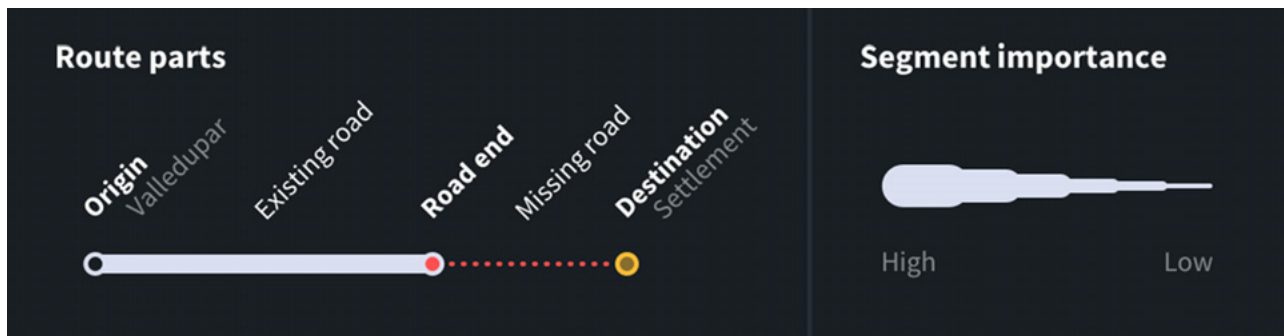 Route parts
Origin
Valledupar
Existing road
Road end
Missing road
Destination
Settlement
Segment importance
High
Low